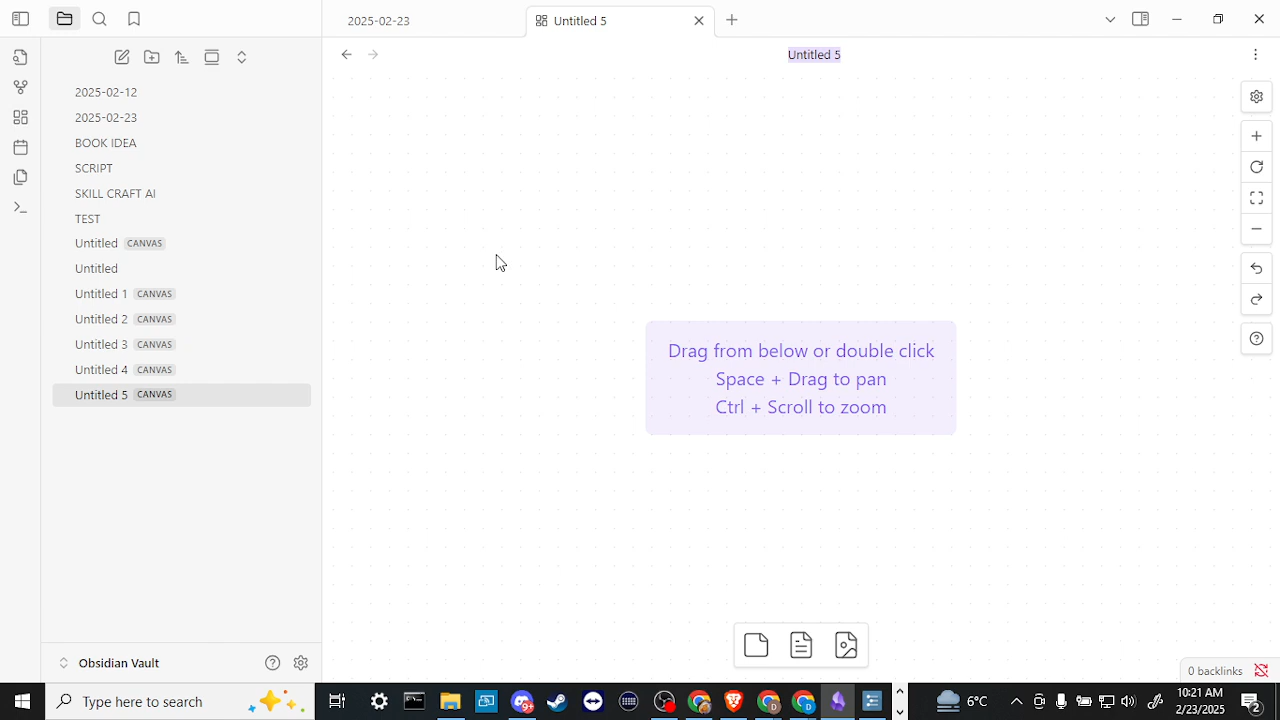 2025-02-23
Untitled 5
Untitled 5
2025-02-12
2025-02-23
BOOK IDEA
SCRIPT
SKILL CRAFT AI
TEST
Untitled CANVAS
Untitled
Untitled 1 CANVAS
Untitled 2 CANVAS
Untitled 3 CANVAS
Untitled 4 CANVAS
Untitled 5 CANVAS
Drag from below or double click
Space + Drag to pan
Ctrl + Scroll to zoom
Obsidian Vault
0 backlinks
Type here to search
9+
D
D
6°C
10:21 AM
2/23/2025
2